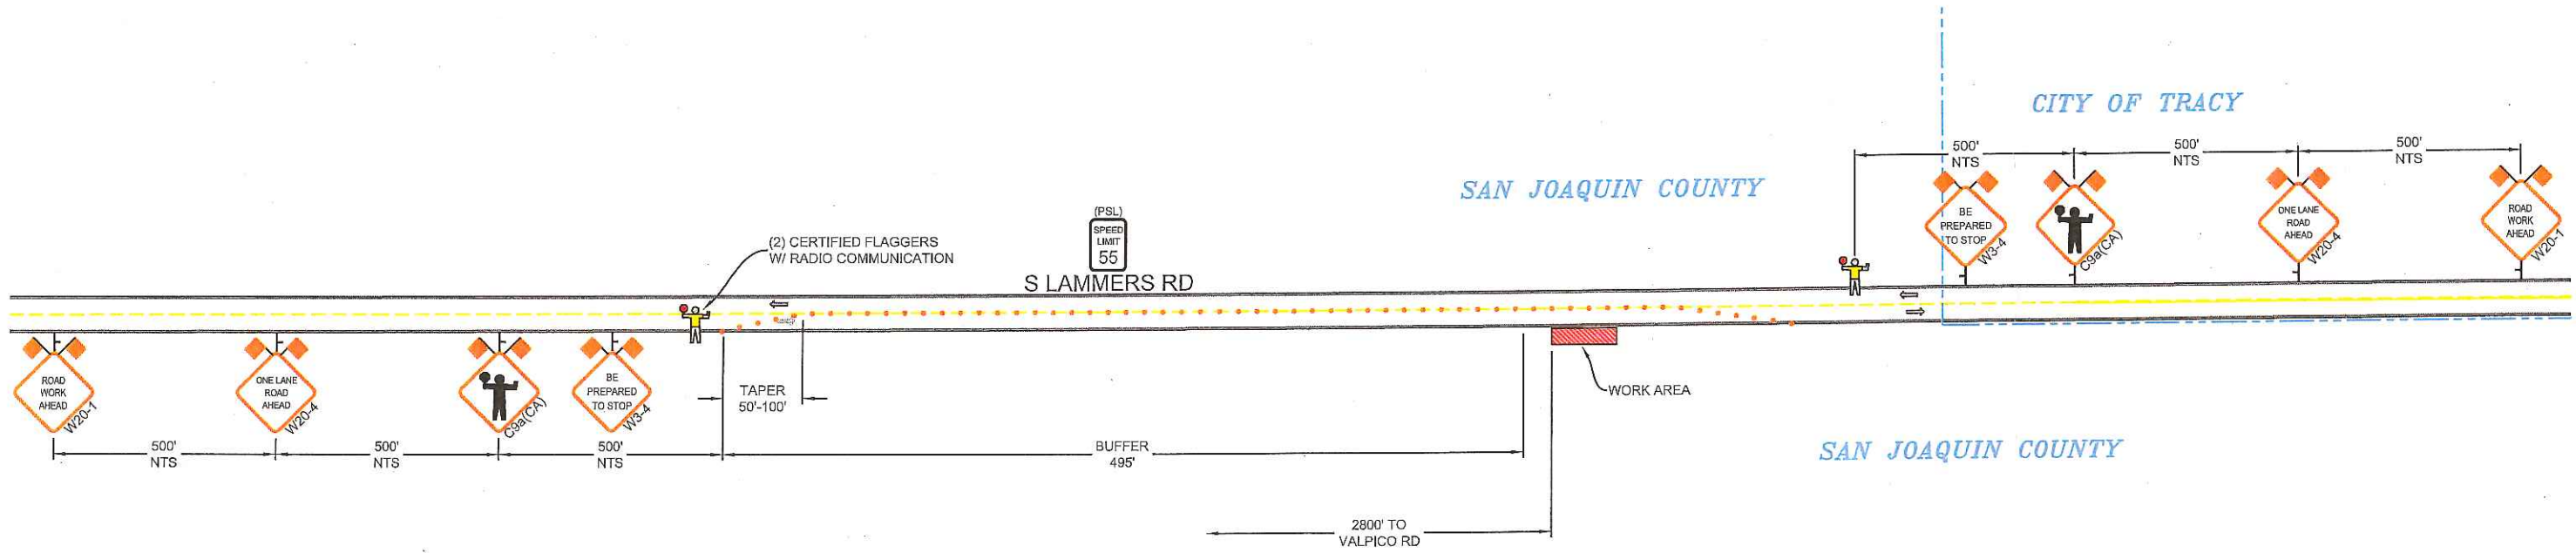 CITY OF TRACY
500'
NTS
500'
NTS
500'
NTS
SAN JOAQUIN COUNTY
BE
PREPARED
TO STOP
W3-4
C9a(CA)
ONE LANE
ROAD
AHEAD
W20-4
ROAD
WORK
AHEAD
W20-1
(PSL)
SPEED
LIMIT
55
(2) CERTIFIED FLAGGERS
W/ RADIO COMMUNICATION
S LAMMERS RD
ROAD
WORK
AHEAD
W20-1
ONE LANE
ROAD
AHEAD
W20-4
C9a(CA)
BE
PREPARED
TO STOP
W3-4
TAPER
50'-100'
WORK AREA
500'
NTS
500'
NTS
500'
NTS
BUFFER
495'
SAN JOAQUIN COUNTY
2800' TO
VALPICO RD